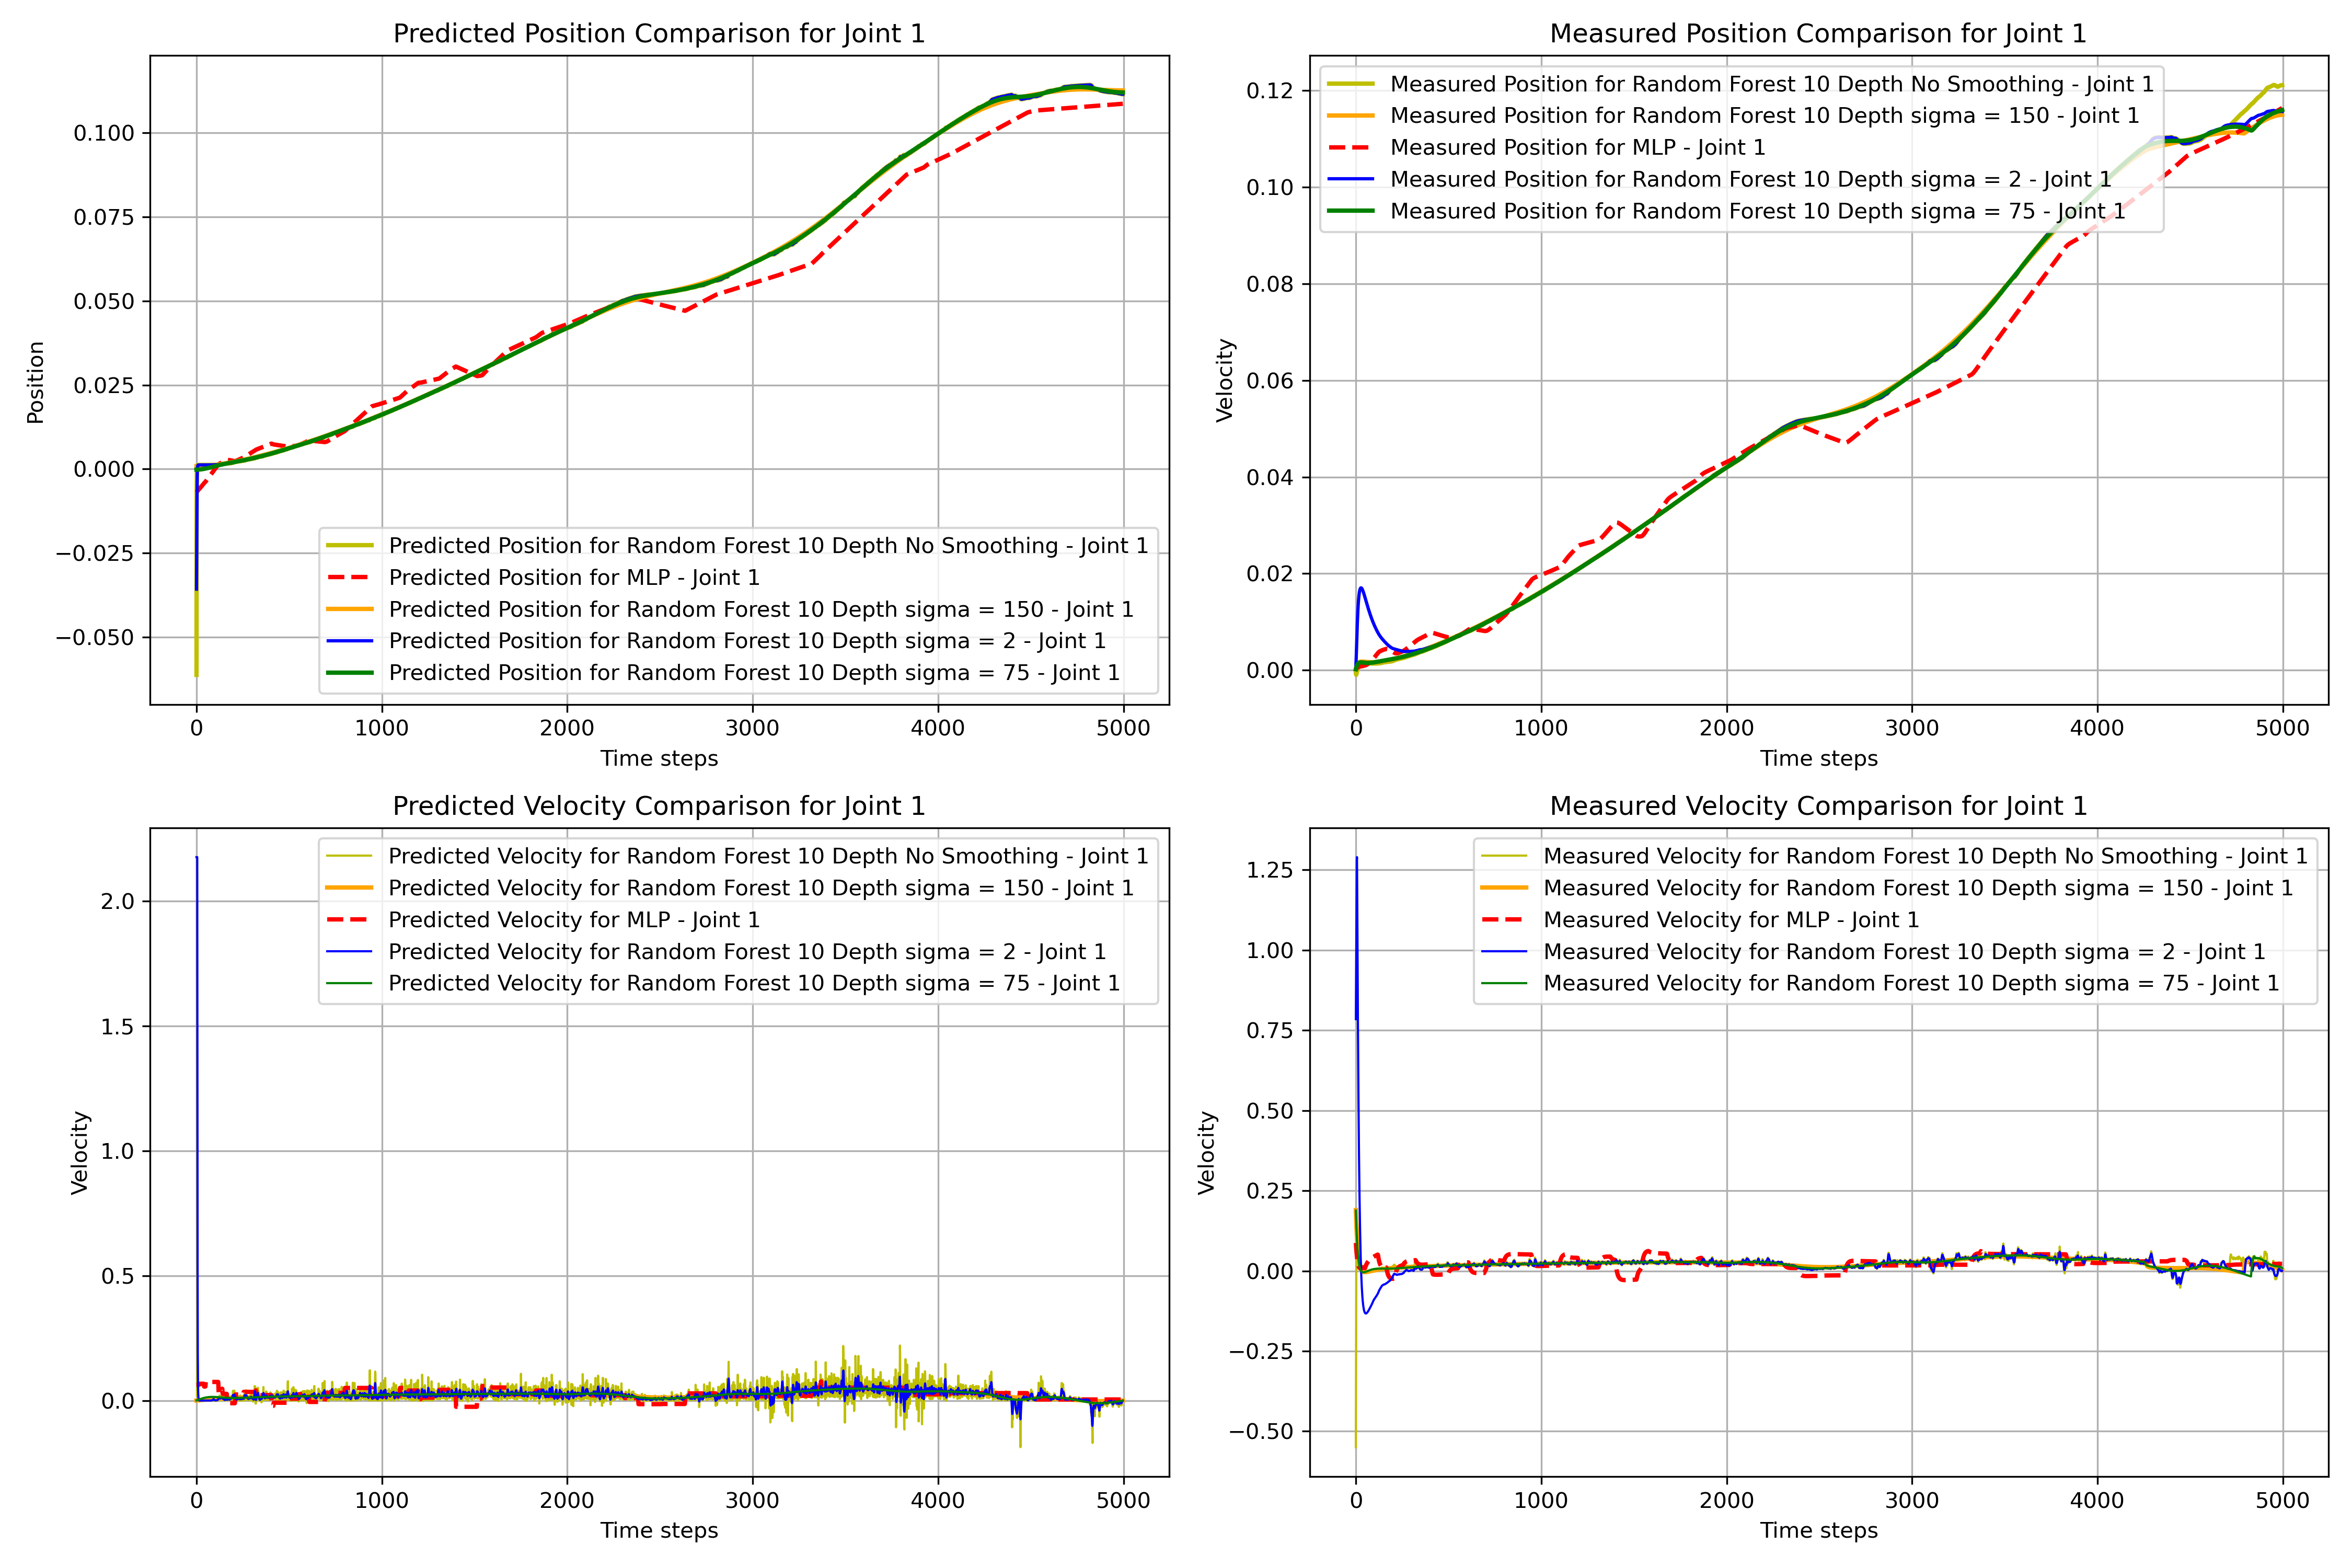 Predicted Position Comparison for Joint 1
Position
0.100
0.075
0.050
0.025
0.000
−0.025
−0.050
Predicted Position for Random Forest 10 Depth No Smoothing - Joint 1
Predicted Position for MLP - Joint 1
Predicted Position for Random Forest 10 Depth sigma = 150 - Joint 1
Predicted Position for Random Forest 10 Depth sigma = 2 - Joint 1
Predicted Position for Random Forest 10 Depth sigma = 75 - Joint 1
0 1000 2000 3000 4000 5000
Time steps
Measured Position Comparison for Joint 1
Velocity
0.12
0.10
0.08
0.06
0.04
0.02
0.00
Measured Position for Random Forest 10 Depth No Smoothing - Joint 1
Measured Position for Random Forest 10 Depth sigma = 150 - Joint 1
Measured Position for MLP - Joint 1
Measured Position for Random Forest 10 Depth sigma = 2 - Joint 1
Measured Position for Random Forest 10 Depth sigma = 75 - Joint 1
0 1000 2000 3000 4000 5000
Time steps
Predicted Velocity Comparison for Joint 1
Velocity
2.0
1.5
1.0
0.5
0.0
Predicted Velocity for Random Forest 10 Depth No Smoothing - Joint 1
Predicted Velocity for Random Forest 10 Depth sigma = 150 - Joint 1
Predicted Velocity for MLP - Joint 1
Predicted Velocity for Random Forest 10 Depth sigma = 2 - Joint 1
Predicted Velocity for Random Forest 10 Depth sigma = 75 - Joint 1
0 1000 2000 3000 4000 5000
Time steps
Measured Velocity Comparison for Joint 1
Velocity
1.25
1.00
0.75
0.50
0.25
0.00
−0.25
−0.50
Measured Velocity for Random Forest 10 Depth No Smoothing - Joint 1
Measured Velocity for Random Forest 10 Depth sigma = 150 - Joint 1
Measured Velocity for MLP - Joint 1
Measured Velocity for Random Forest 10 Depth sigma = 2 - Joint 1
Measured Velocity for Random Forest 10 Depth sigma = 75 - Joint 1
0 1000 2000 3000 4000 5000
Time steps